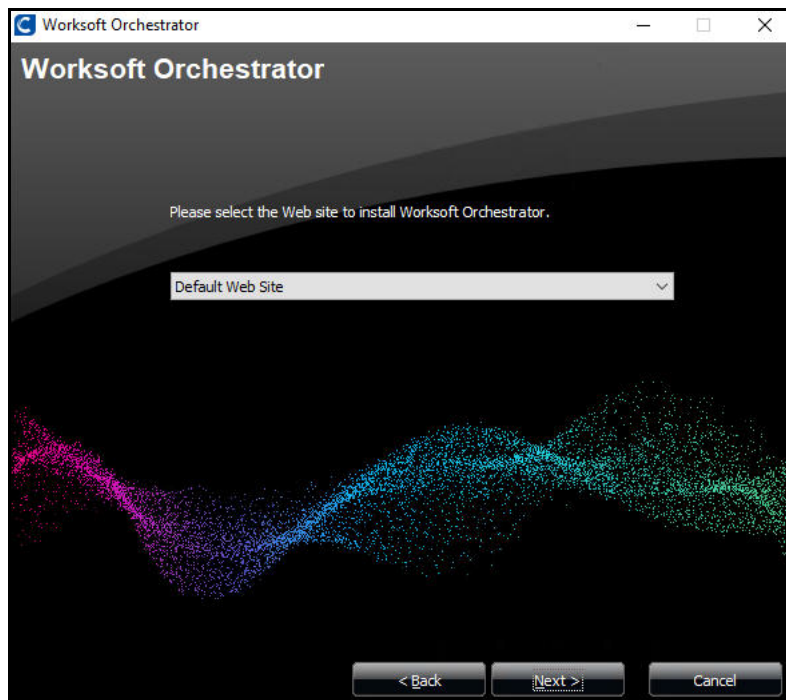 Worksoft Orchestrator
Worksoft Orchestrator
Please select the Web site to install Worksoft Orchestrator.
Default Web Site
< Back Next > Cancel